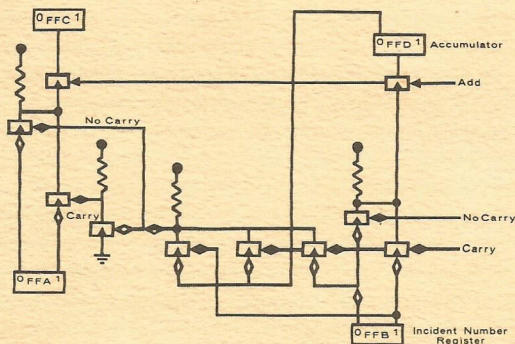 0 FFC 1
0 FFD 1 Accumulator
Add
No Carry
Carry
No Carry
Carry
0 FFA 1
0 FFB 1 Incident Number
Register